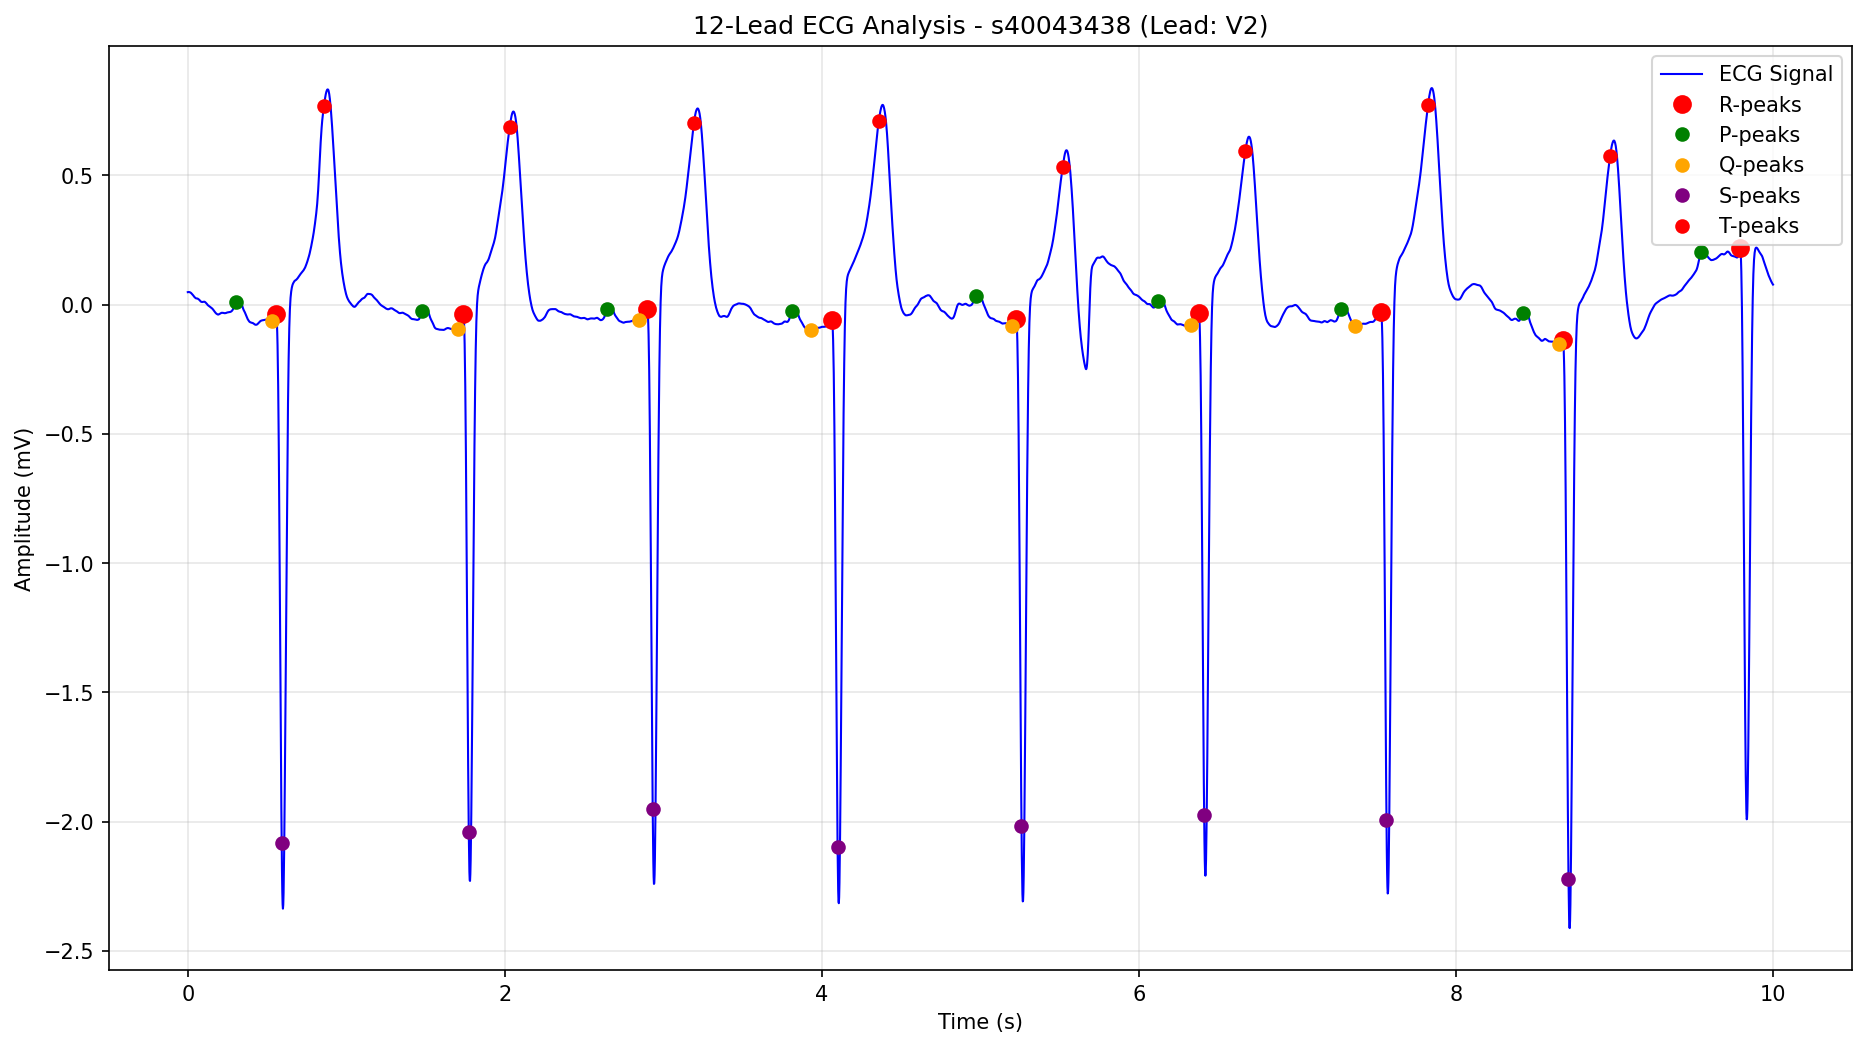 12-Lead ECG Analysis - s40043438 (Lead: V2)
ECG Signal
R-peaks
P-peaks
Q-peaks
S-peaks
T-peaks
Amplitude (mV)
0.5
0.0
−0.5
−1.0
−1.5
−2.0
−2.5
0 2 4 6 8 10
Time (s)